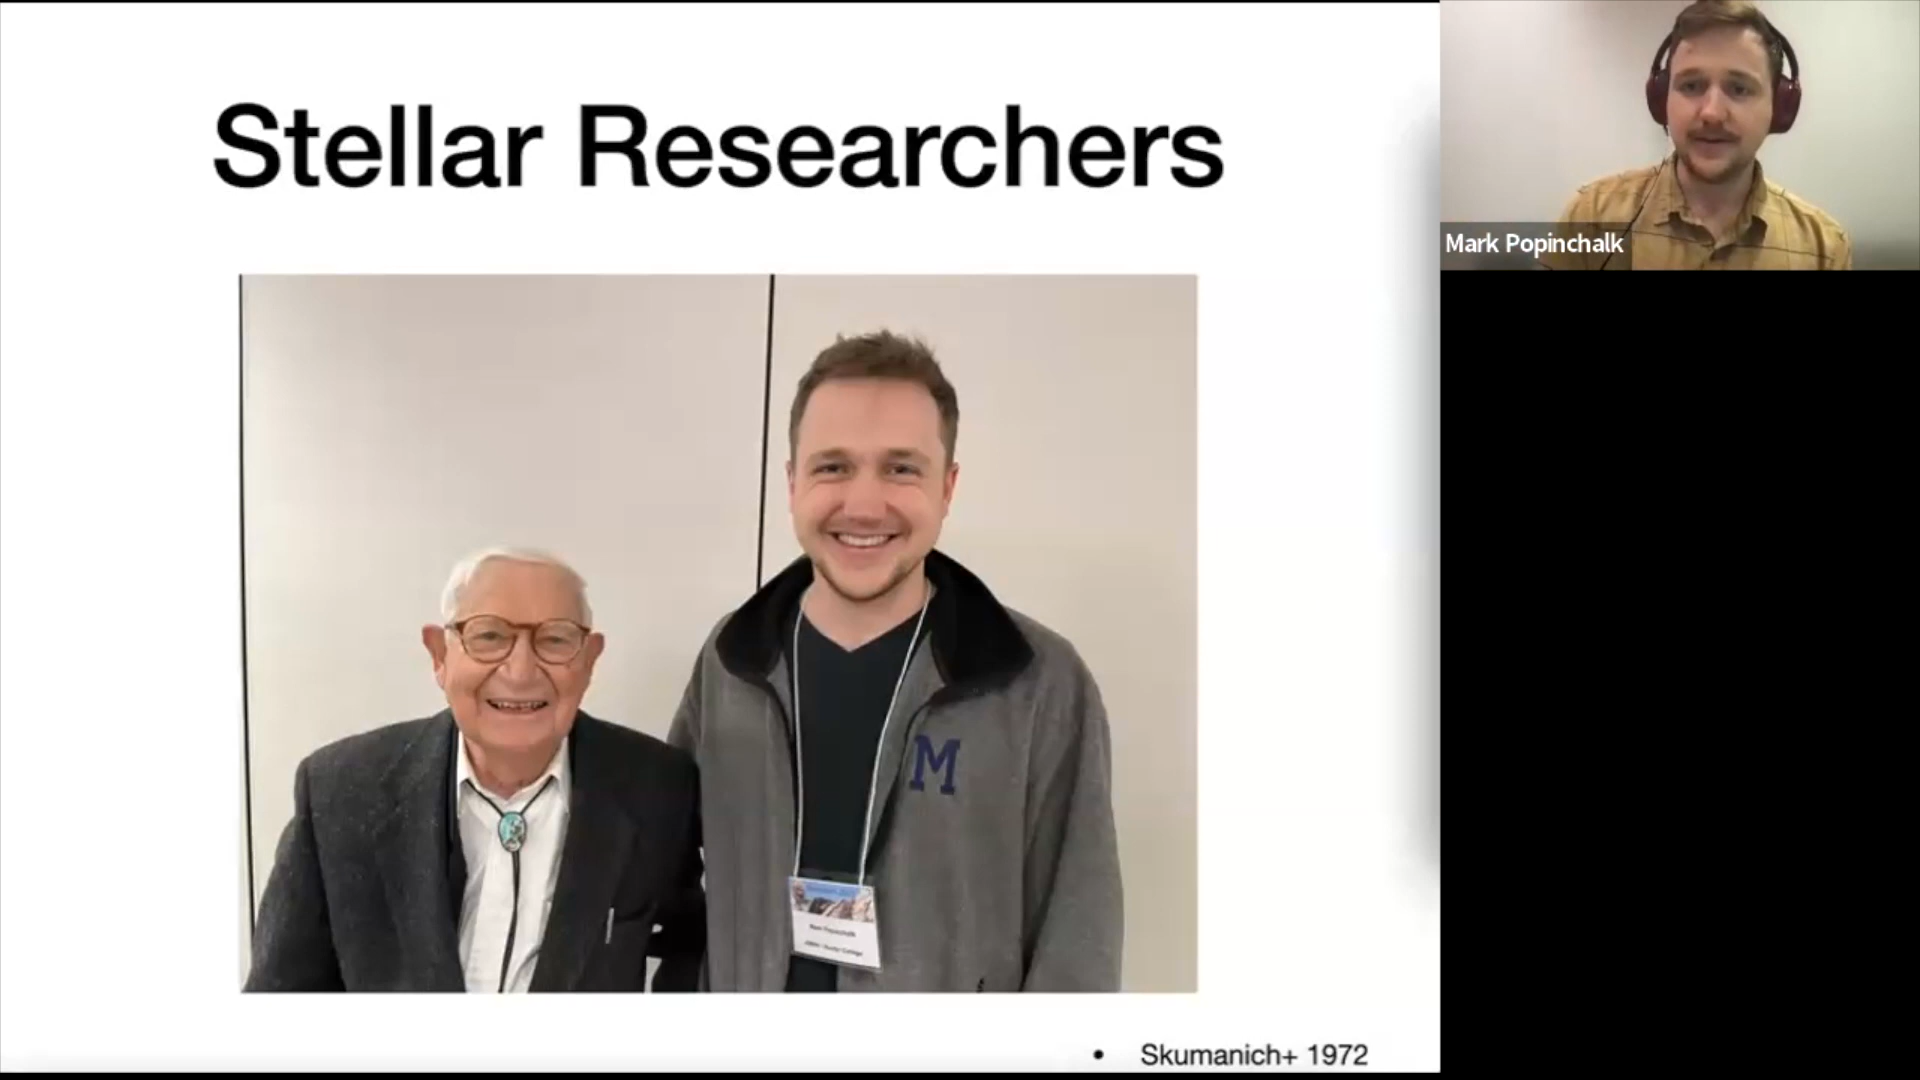 Stellar Researchers
Mark Popinchalk
M
• Skumanich+ 1972